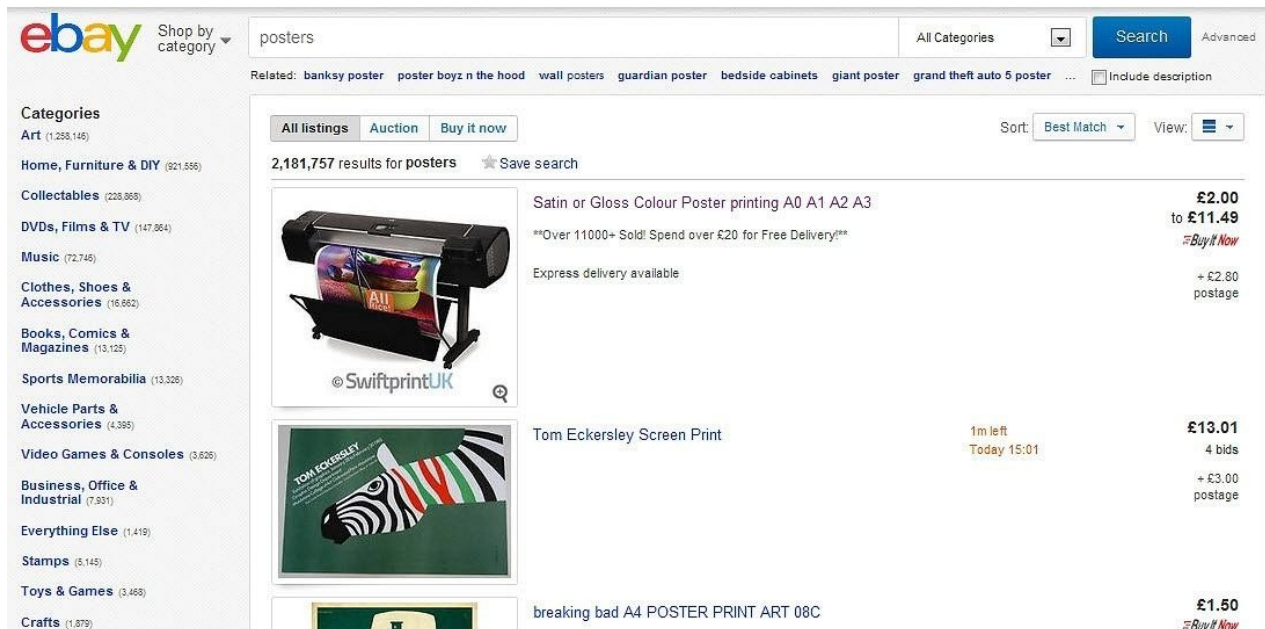 ebay
Shop by
category
posters
All Categories
Search
Advanced
Related: banksy poster poster boyz n the hood wall posters guardian poster bedside cabinets giant poster grand theft auto 5 poster ... Include description
Categories
Art (1,258,146)
Home, Furniture & DIY (921,556)
Collectables (228,868)
DVDs, Films & TV (147,864)
Music (72,746)
Clothes, Shoes &
Accessories (16,662)
Books, Comics &
Magazines (13,125)
Sports Memorabilia (13,326)
Vehicle Parts &
Accessories (4,395)
Video Games & Consoles (3,626)
Business, Office &
Industrial (7,931)
Everything Else (1,419)
Stamps (5,145)
Toys & Games (3,468)
Crafts (1,879)
All listings Auction Buy it now
Sort: Best Match View:
2,181,757 results for posters Save search
Satin or Gloss Colour Poster printing A0 A1 A2 A3
**Over 11000+ Sold! Spend over £20 for Free Delivery!**
Express delivery available
£2.00
to £11.49
Buy It Now
+ £2.80
postage
All
Rice!
© SwiftprintUK
TOM ECKERSLEY
Tom Eckersley Screen Print
1m left
Today 15:01
£13.01
4 bids
+ £3.00
postage
breaking bad A4 POSTER PRINT ART 08C
£1.50
Buy It Now